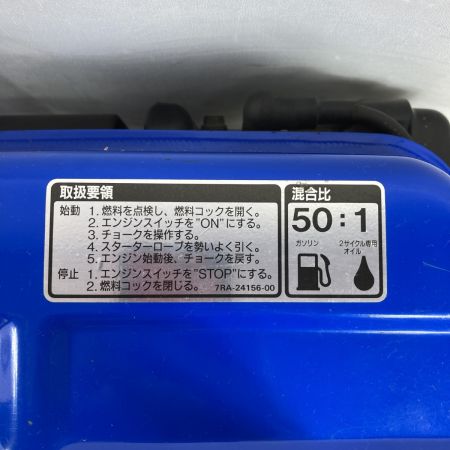 取扱要領
始動 1. 燃料を点検し、燃料コックを開く。
2. エンジンスイッチを"ON"にする。
3. チョークを操作する。
4. スターターロープを勢いよく引く。
5. エンジン始動後、チョークを戻す。
停止 1. エンジンスイッチを"STOP"にする。
2. 燃料コックを閉じる。 7RA-24156-00
混合比
50:1
ガソリン 2サイクル専用
オイル